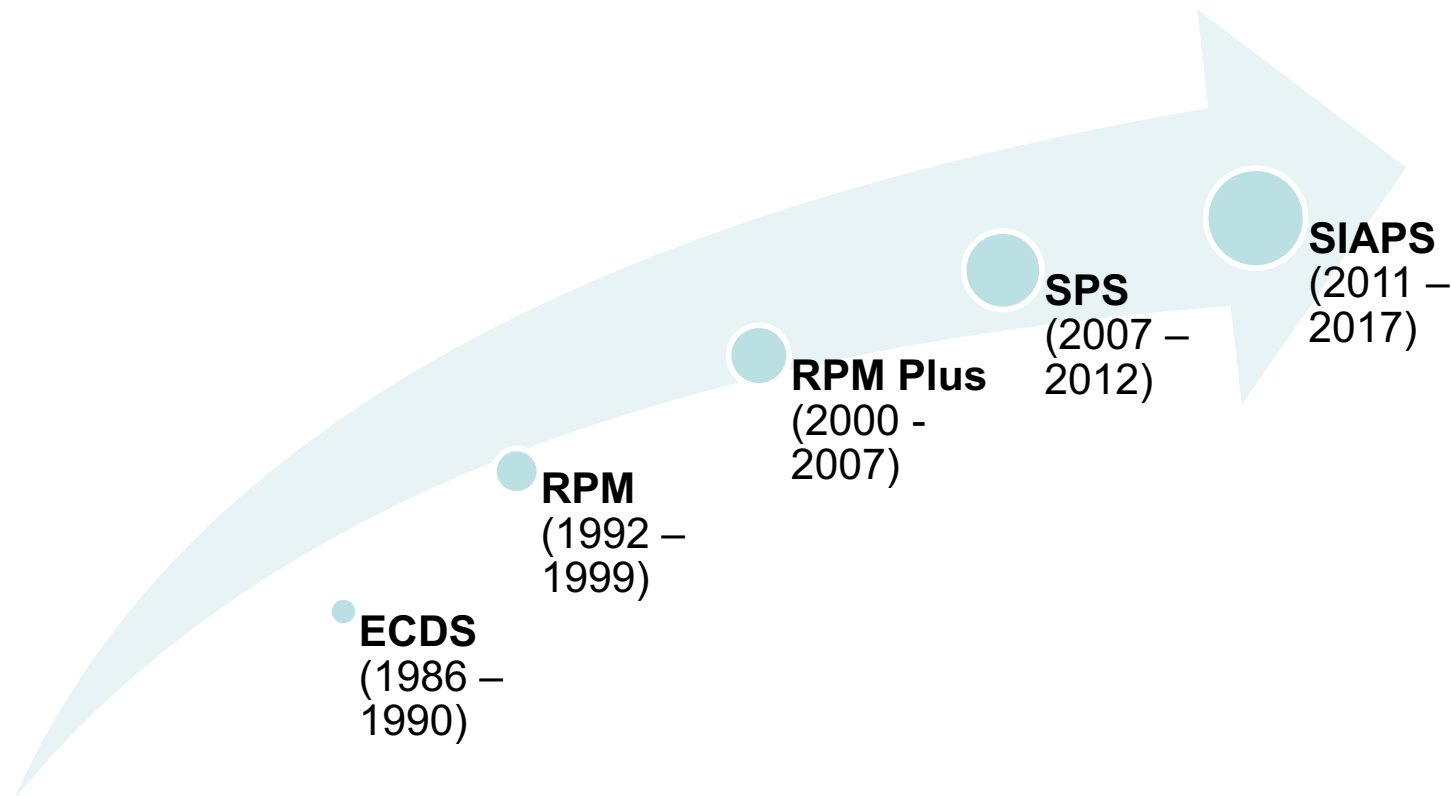 ECDS
(1986 –
1990)
RPM
(1992 –
1999)
RPM Plus
(2000 -
2007)
SPS
(2007 –
2012)
SIAPS
(2011 –
2017)